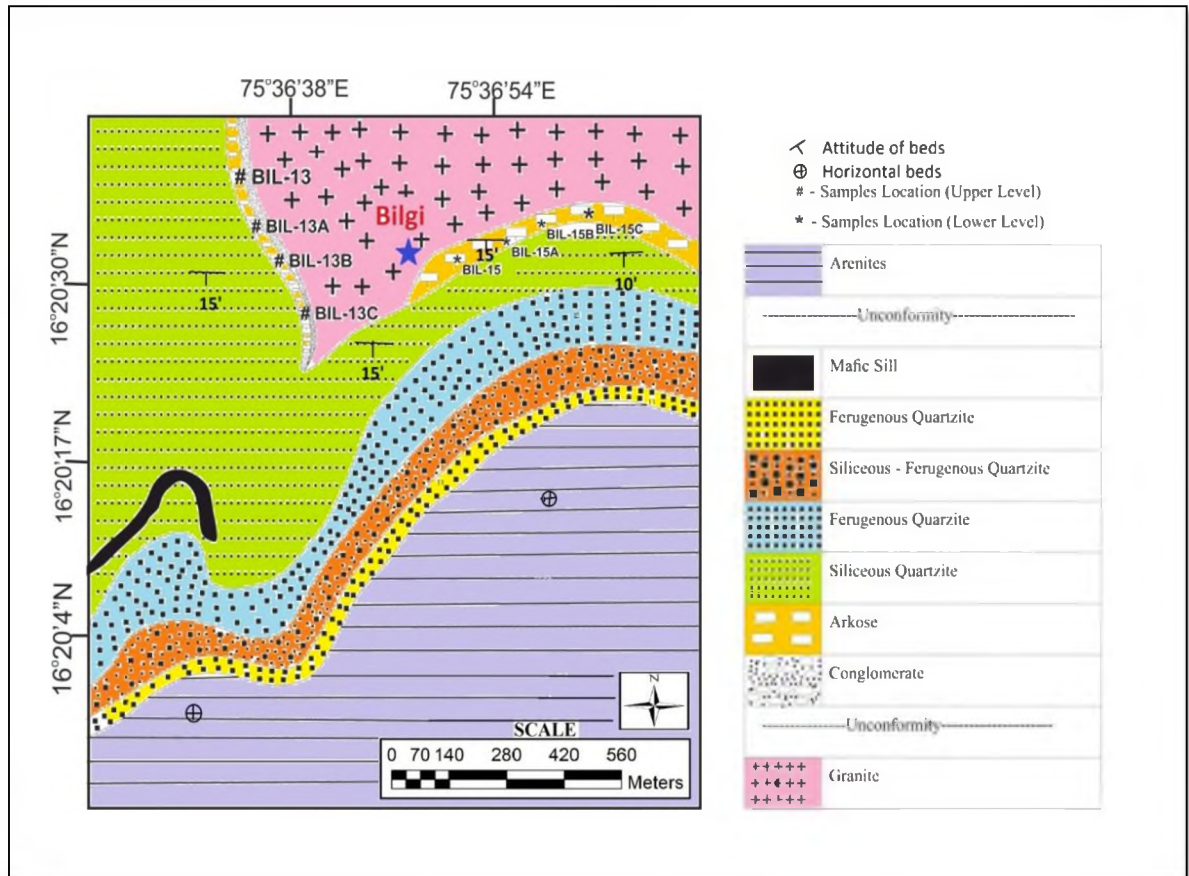 75°36'38"E
75°36'54"E
16°20'30"N
16°20'17"N
16°20'4"N
# BIL-13
# BIL-13A
# BIL-13B
# BIL-13C
Bilgi
* BIL-15
* BIL-15A
* BIL-15B
* BIL-15C
15'
15'
10'
15'
N
SCALE
0 70 140 280 420 560
Meters
Attitude of beds
Horizontal beds
# - Samples Location (Upper Level)
* - Samples Location (Lower Level)
Arenites
Unconformity
Mafic Sill
Ferugenous Quartzite
Siliceous - Ferugenous Quartzite
Ferugenous Quarzite
Siliceous Quartzite
Arkose
Conglomerate
Unconformity
Granite